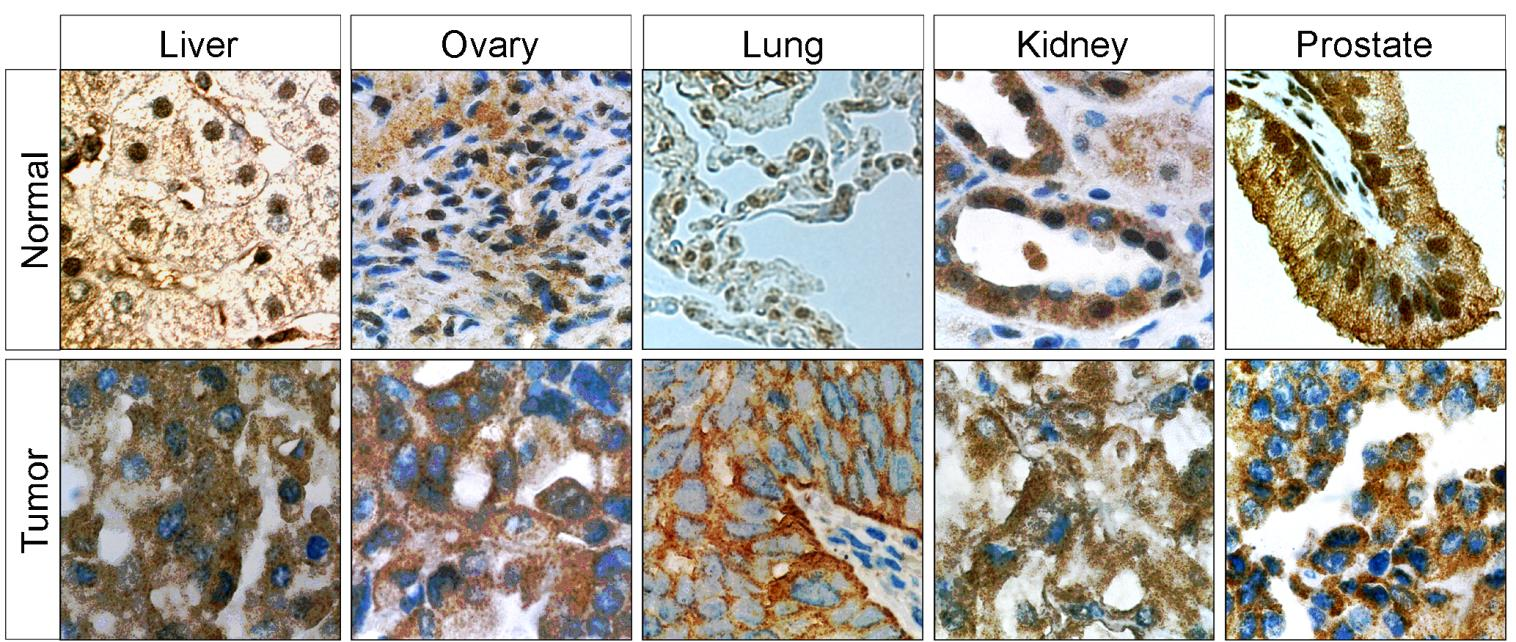 Liver
Ovary
Lung
Kidney
Prostate
Normal
Tumor